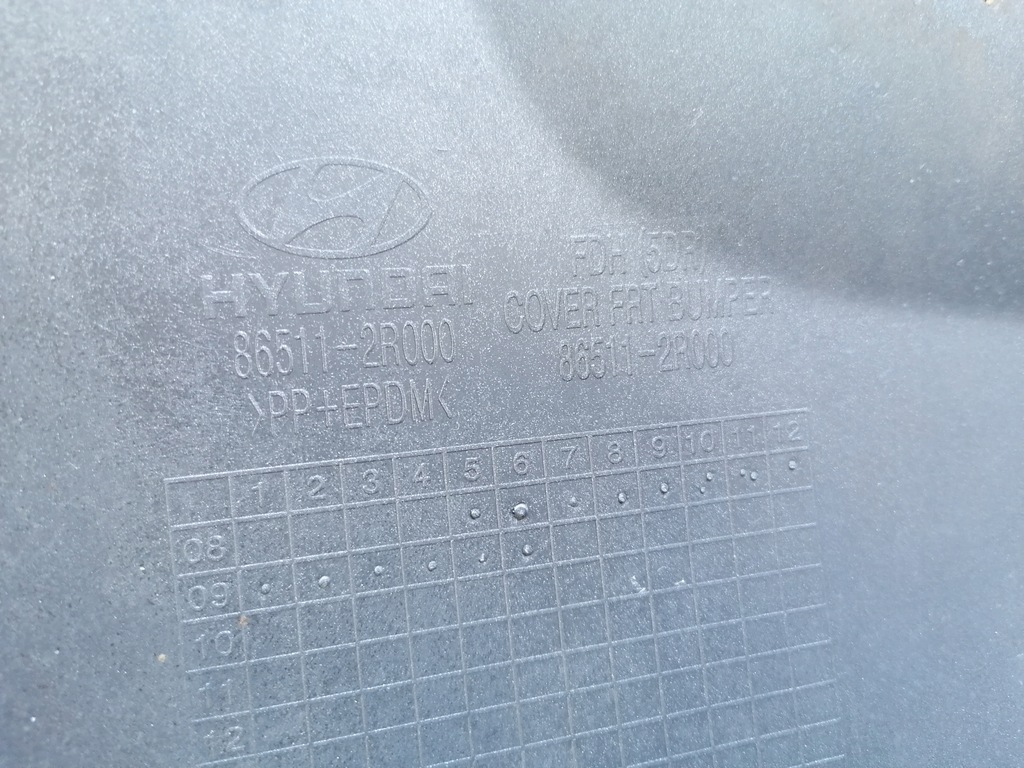 HYUNDAI
86511-2R000
>PP+EPDM<
FDH (5DR)
COVER FRT BUMPER
86511-2R000
1 2 3 4 5 6 7 8 9 10 11 12
08
09
10
11
12